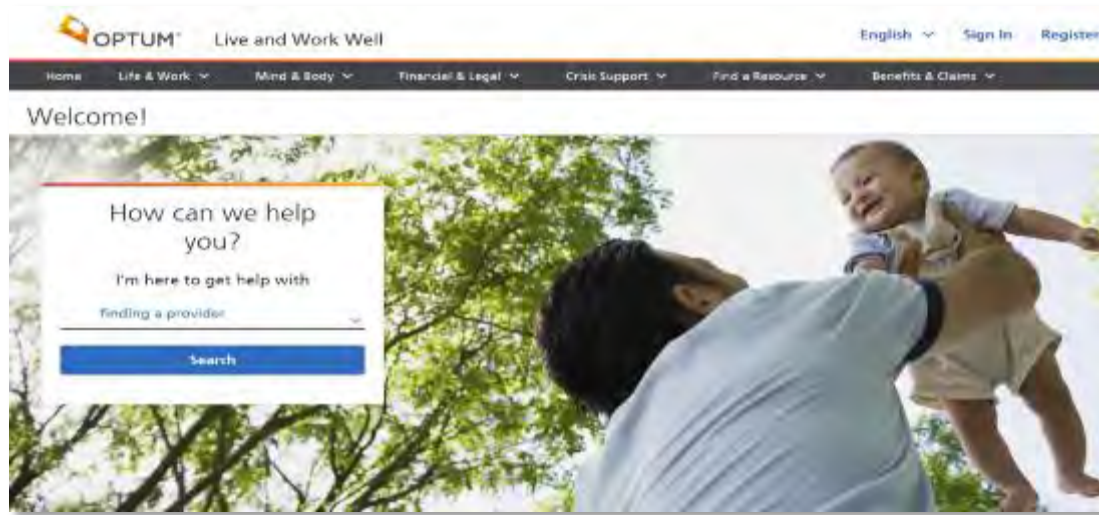 OPTUM® Live and Work Well
English Sign In Register
Home Life & Work Mind & Body Financial & Legal Crisis Support Find a Resource Benefits & Claims
Welcome!
How can we help
you?
I'm here to get help with
finding a provider
Search